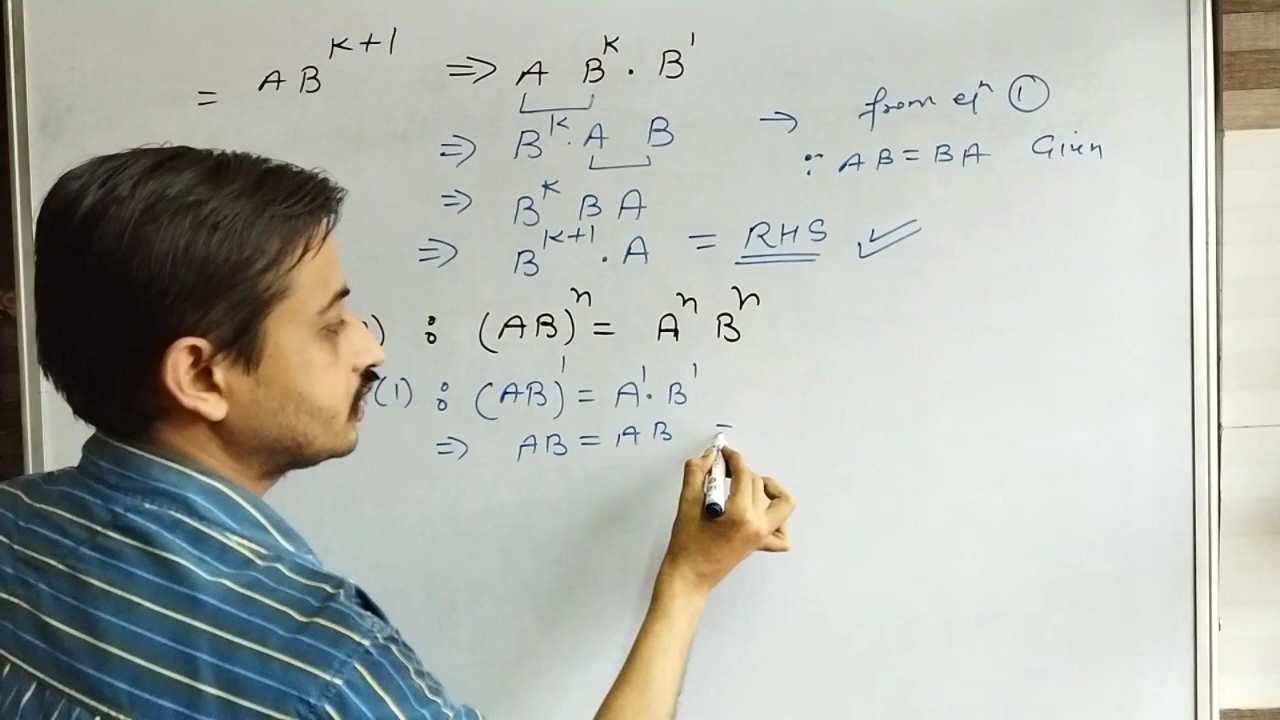 = AB^{k+1} ⇒ A B^k . B^1
⇒ B^k . A B → from eqⁿ ①
∵ AB = BA Given
⇒ B^k B A
⇒ B^{k+1} . A = RHS ✓
) : (AB)^n = A^n B^n
(1) : (AB)^1 = A^1 . B^1
⇒ AB = AB -